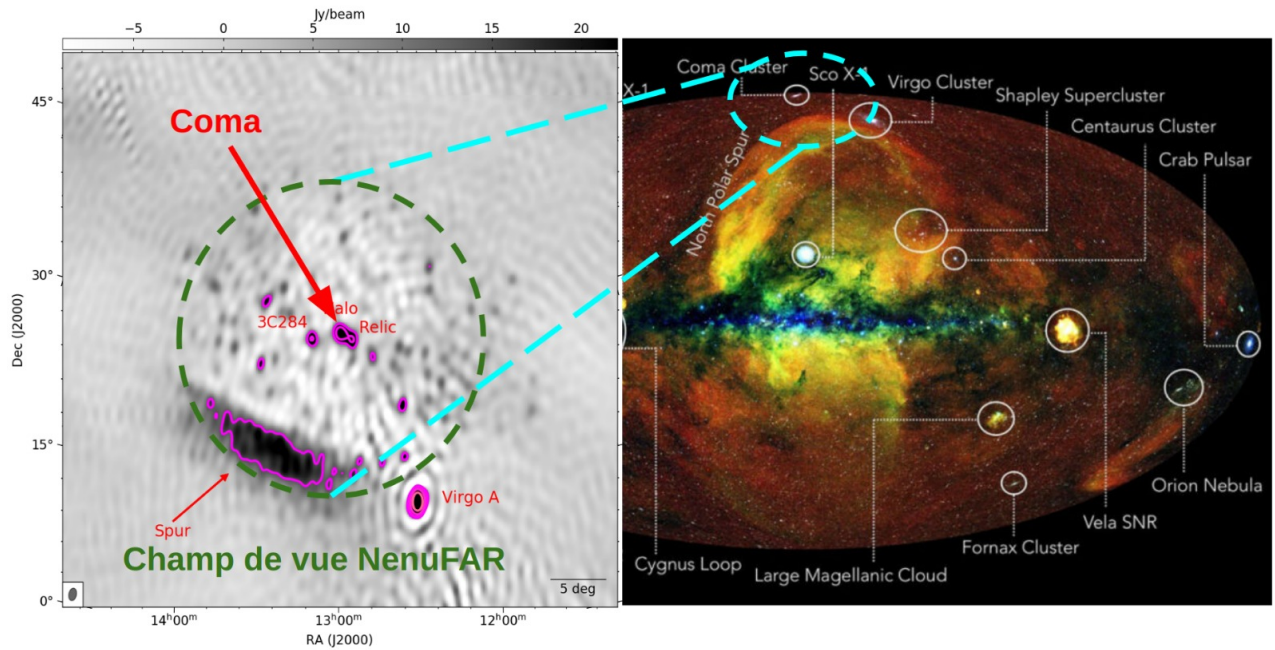 Jy/beam
−5 0 5 10 15 20
45°
30°
15°
0°
Dec (J2000)
Coma
3C284
alo
Relic
Virgo A
Spur
Champ de vue NenuFAR
5 deg
14ʰ00ᵐ 13ʰ00ᵐ 12ʰ00ᵐ
RA (J2000)
Coma Cluster
Sco X-1
X-1
Virgo Cluster
Shapley Supercluster
Centaurus Cluster
Crab Pulsar
North Polar Spur
Orion Nebula
Vela SNR
Fornax Cluster
Cygnus Loop
Large Magellanic Cloud